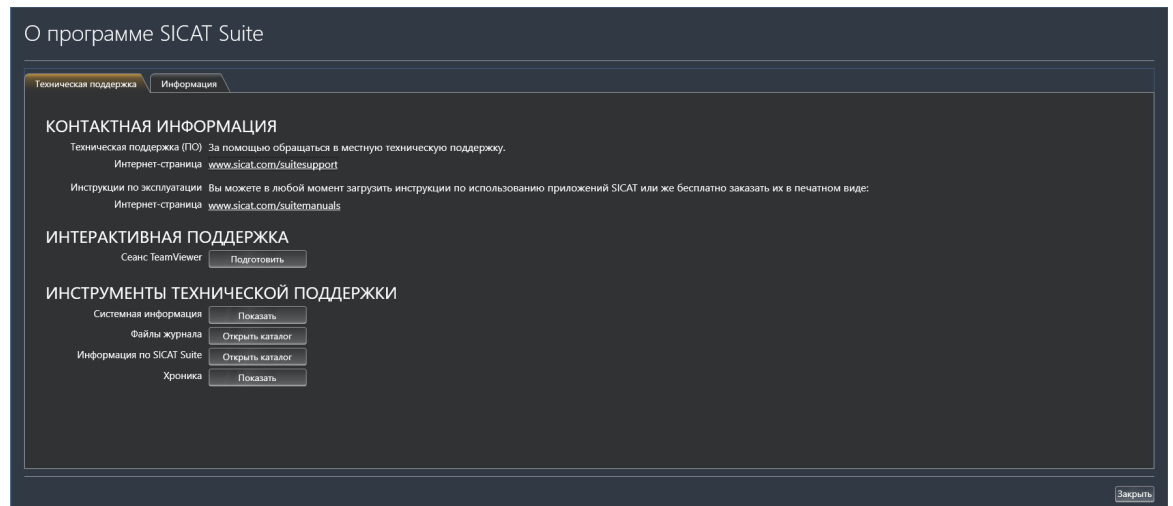 О программе SICAT Suite
Техническая поддержка Информация
КОНТАКТНАЯ ИНФОРМАЦИЯ
Техническая поддержка (ПО) За помощью обращаться в местную техническую поддержку.
Интернет-страница www.sicat.com/suitesupport
Инструкции по эксплуатации Вы можете в любой момент загрузить инструкции по использованию приложений SICAT или же бесплатно заказать их в печатном виде:
Интернет-страница www.sicat.com/suitemanuals
ИНТЕРАКТИВНАЯ ПОДДЕРЖКА
Сеанс TeamViewer Подготовить
ИНСТРУМЕНТЫ ТЕХНИЧЕСКОЙ ПОДДЕРЖКИ
Системная информация Показать
Файлы журнала Открыть каталог
Информация по SICAT Suite Открыть каталог
Хроника Показать
Закрыть